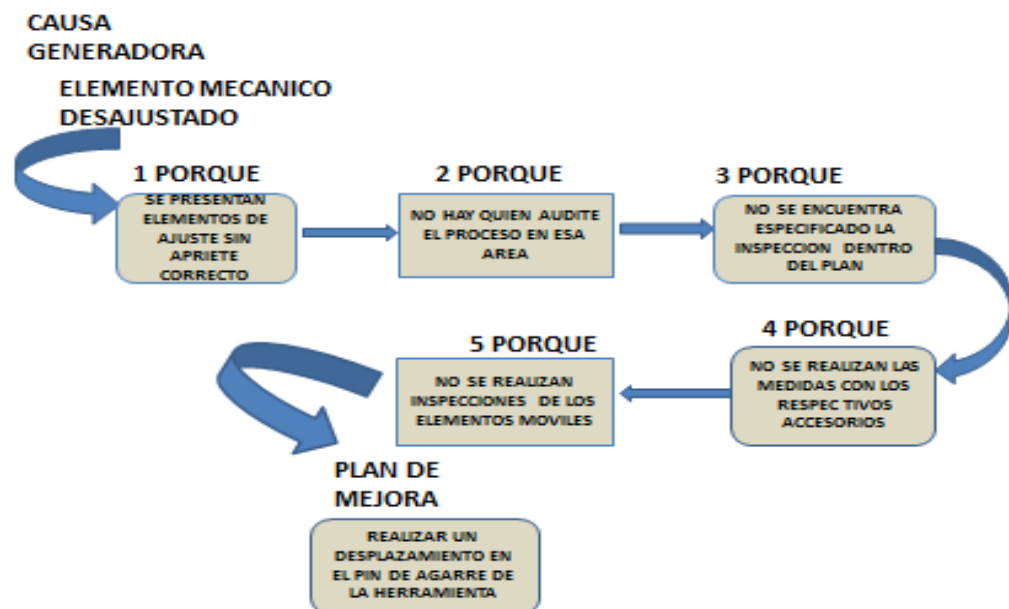 CAUSA
GENERADORA
ELEMENTO MECANICO
DESAJUSTADO
1 PORQUE
SE PRESENTAN
ELEMENTOS DE
AJUSTE SIN
APRIETE
CORRECTO
2 PORQUE
NO HAY QUIEN AUDITE
EL PROCESO EN ESA
AREA
3 PORQUE
NO SE ENCUENTRA
ESPECIFICADO LA
INSPECCION DENTRO
DEL PLAN
4 PORQUE
NO SE REALIZAN LAS
MEDIDAS CON LOS
RESPEC TIVOS
ACCESORIOS
5 PORQUE
NO SE REALIZAN
INSPECCIONES DE LOS
ELEMENTOS MOVILES
PLAN DE
MEJORA
REALIZAR UN
DESPLAZAMIENTO EN
EL PIN DE AGARRE DE
LA HERRAMIENTA